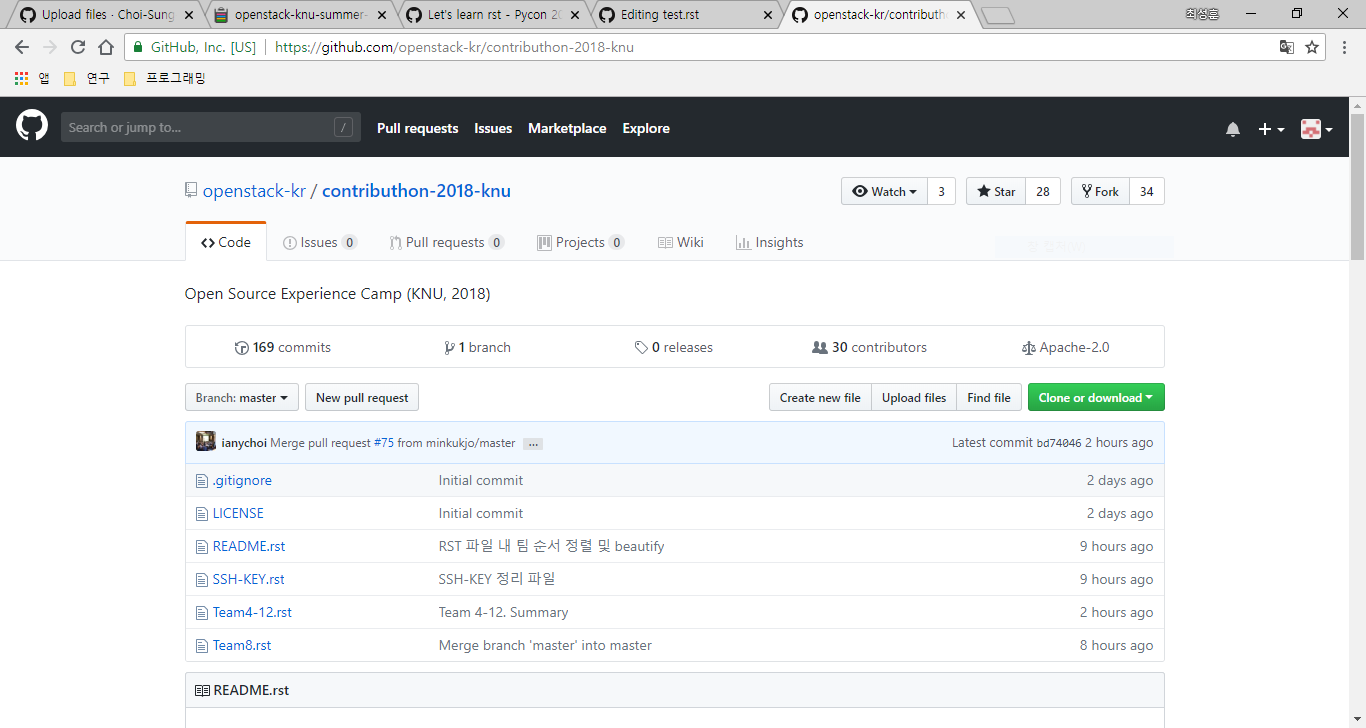 Upload files · Choi-Sung
openstack-knu-summer-
Let's learn rst - Pycon 20
Editing test.rst
openstack-kr/contributh
최성훈
GitHub, Inc. [US]
https://github.com/openstack-kr/contributhon-2018-knu
앱
연구
프로그래밍
Search or jump to...
/
Pull requests
Issues
Marketplace
Explore
openstack-kr / contributhon-2018-knu
Watch 3
Star 28
Fork 34
Code
Issues 0
Pull requests 0
Projects 0
Wiki
Insights
Open Source Experience Camp (KNU, 2018)
169 commits
1 branch
0 releases
30 contributors
Apache-2.0
Branch: master
New pull request
Create new file
Upload files
Find file
Clone or download
ianychoi Merge pull request #75 from minkukjo/master ...
Latest commit bd74046 2 hours ago
.gitignore Initial commit 2 days ago
LICENSE Initial commit 2 days ago
README.rst RST 파일 내 팀 순서 정렬 및 beautify 9 hours ago
SSH-KEY.rst SSH-KEY 정리 파일 9 hours ago
Team4-12.rst Team 4-12. Summary 2 hours ago
Team8.rst Merge branch 'master' into master 8 hours ago
README.rst